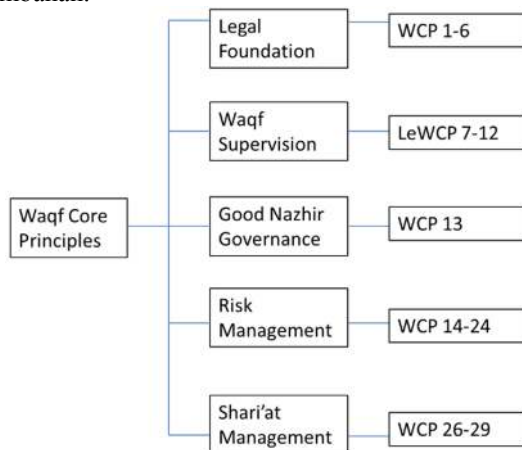 Legal
Foundation
WCP 1-6
Waqf
Supervision
LeWCP 7-12
Waqf Core
Principles
Good Nazhir
Governance
WCP 13
Risk
Management
WCP 14-24
Shari'at
Management
WCP 26-29